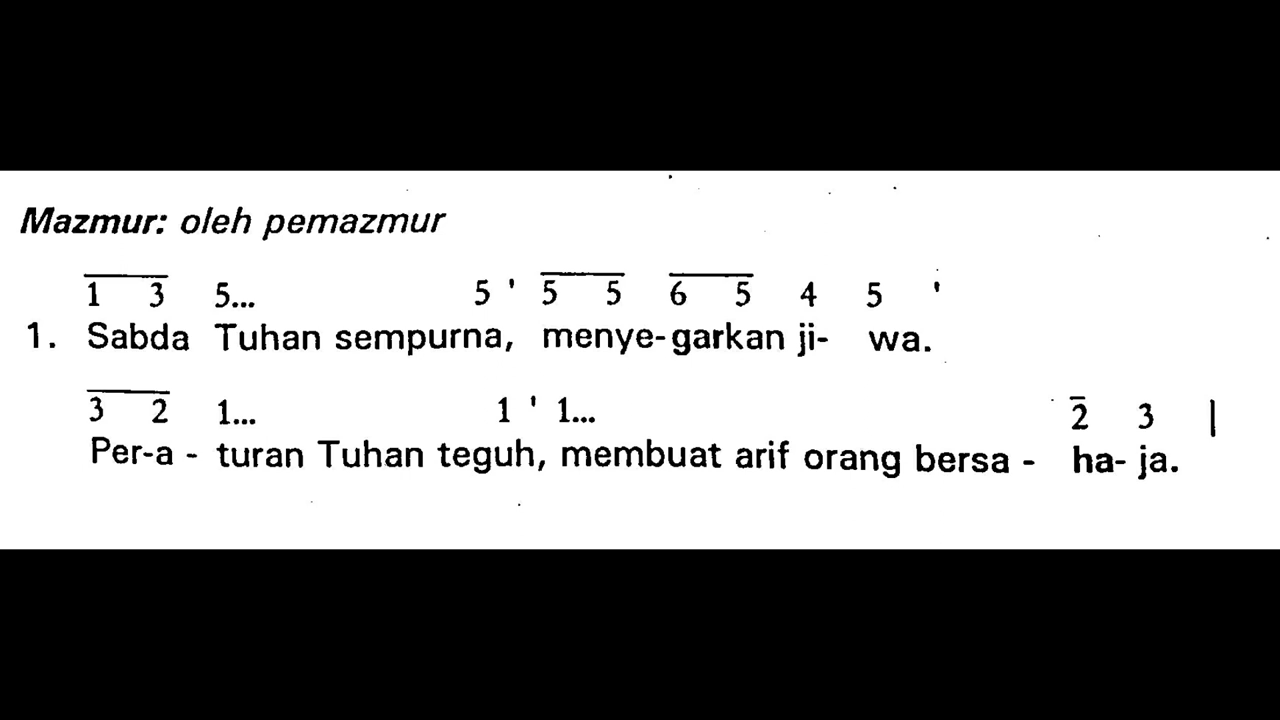 Mazmur: oleh pemazmur
1 3 5... 5 ' 5 5 6 5 4 5 '
1. Sabda Tuhan sempurna, menye-garkan ji- wa.
3 2 1... 1 ' 1... 2 3 |
Per-a - turan Tuhan teguh, membuat arif orang bersa - ha- ja.